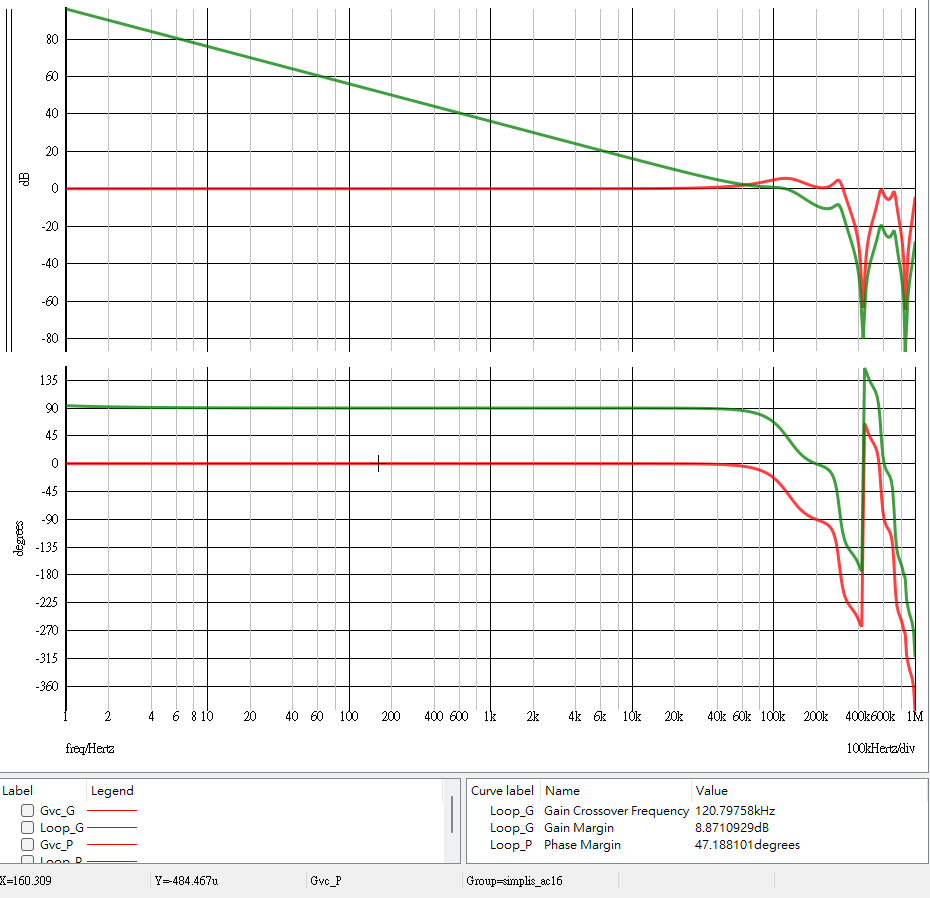 80
60
40
20
dB
0
-20
-40
-60
-80
135
90
45
0
-45
-90
degrees
-135
-180
-225
-270
-315
-360
1 2 4 6 8 10 20 40 60 100 200 400 600 1k 2k 4k 6k 10k 20k 40k 60k 100k 200k 400k 600k 1M
freq/Hertz 100kHertz/div
Label Legend
Gvc_G
Loop_G
Gvc_P
Loop_P
Curve label Name Value
Loop_G Gain Crossover Frequency 120.79758kHz
Loop_G Gain Margin 8.8710929dB
Loop_P Phase Margin 47.188101degrees
X=160.309 Y=-484.467u Gvc_P Group=simplis_ac16